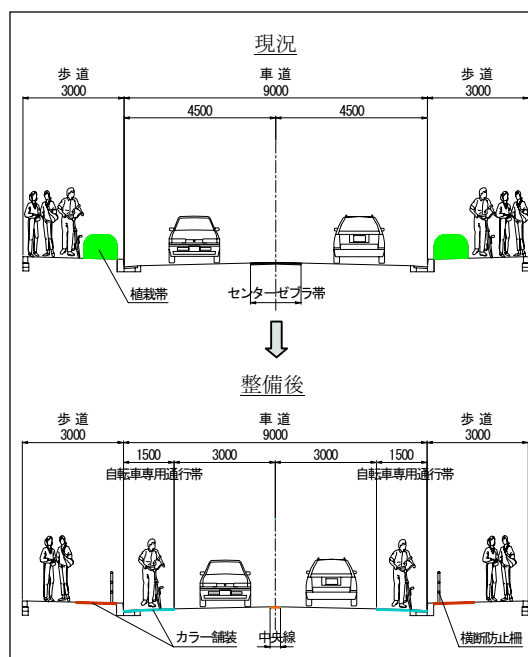 現況
歩道 車道 歩道
3000 9000 3000
4500 4500
植栽帯
センターゼブラ帯
整備後
歩道 車道 歩道
3000 9000 3000
1500 3000 3000 1500
自転車専用通行帯 自転車専用通行帯
カラー舗装 中央線 横断防止柵